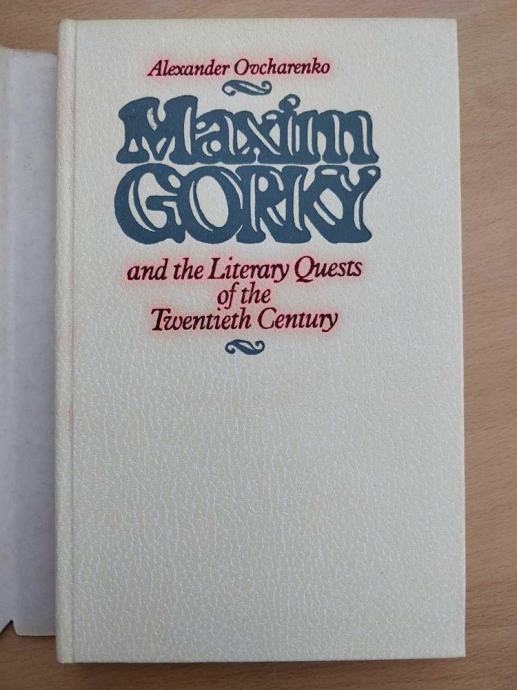 Alexander Ovcharenko
Maxim
GORKY
and the Literary Quests
of the
Twentieth Century